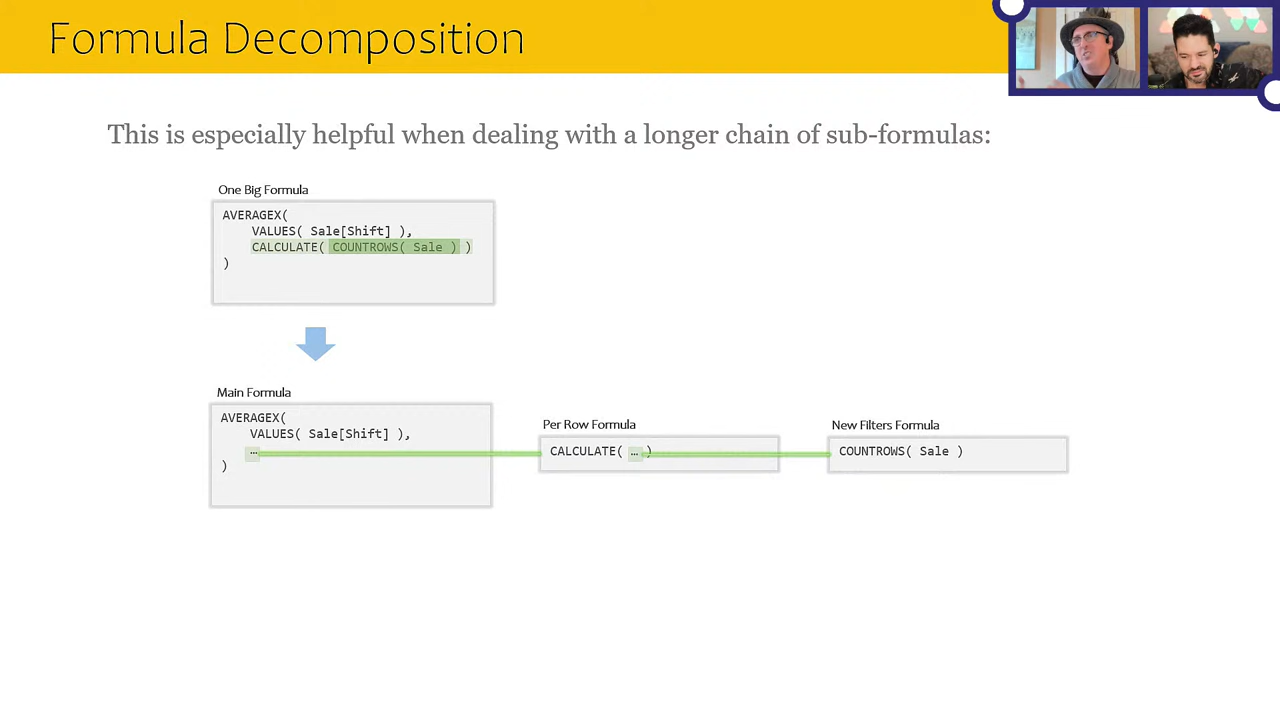 Formula Decomposition
This is especially helpful when dealing with a longer chain of sub-formulas:
One Big Formula
AVERAGEX(
VALUES( Sale[Shift] ),
CALCULATE( COUNTROWS( Sale ) )
)
Main Formula
AVERAGEX(
VALUES( Sale[Shift] ),
…
)
Per Row Formula
CALCULATE( … )
New Filters Formula
COUNTROWS( Sale )